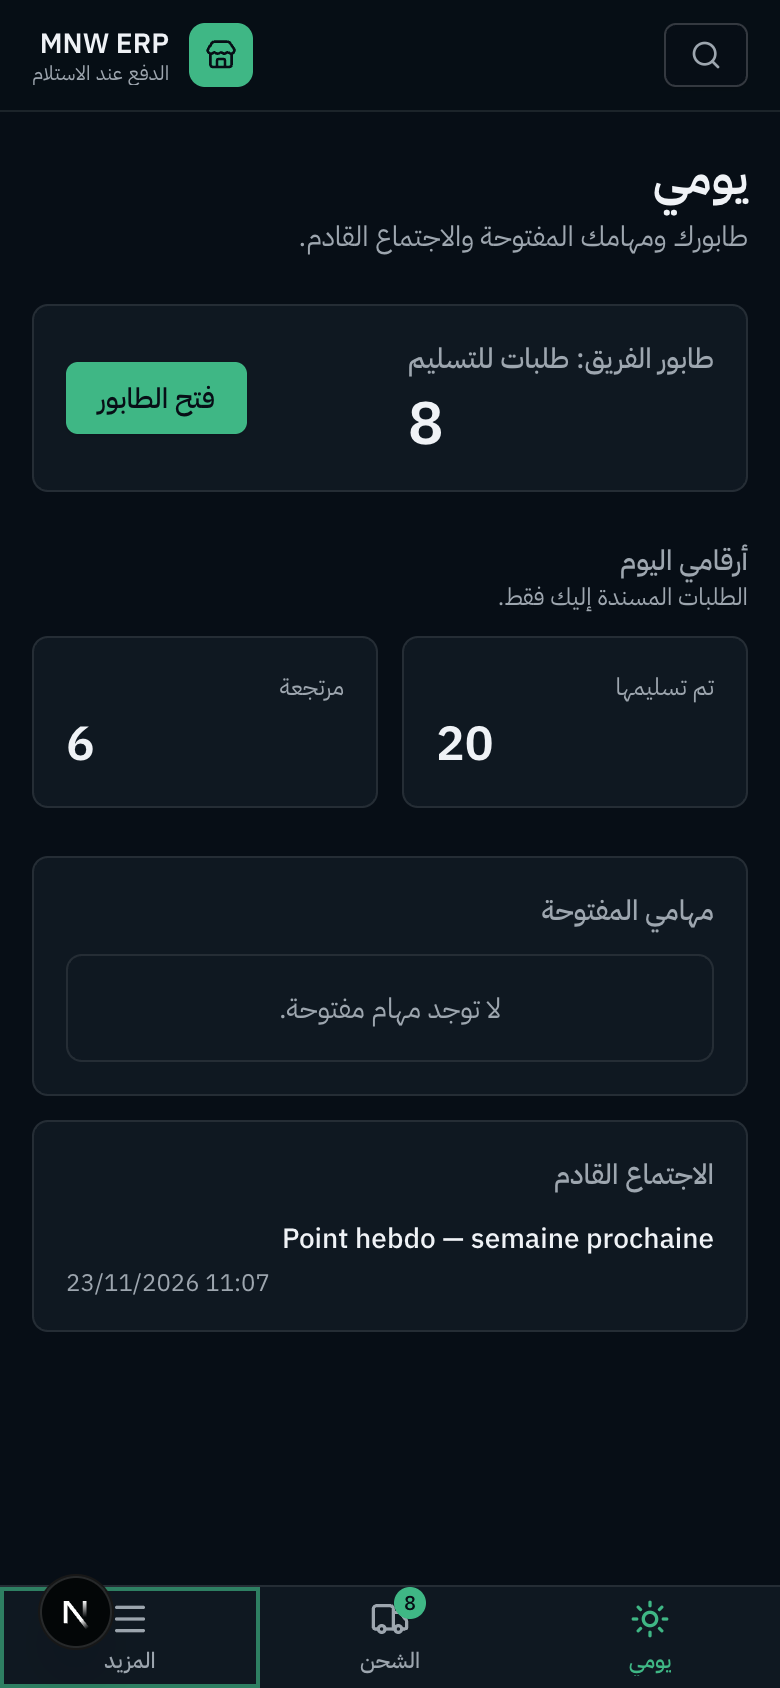 MNW ERP
الدفع عند الاستلام
يومي
طابورك ومهامك المفتوحة والاجتماع القادم.
طابور الفريق: طلبات للتسليم
8
فتح الطابور
أرقامي اليوم
الطلبات المسندة إليك فقط.
تم تسليمها
20
مرتجعة
6
مهامي المفتوحة
لا توجد مهام مفتوحة.
الاجتماع القادم
Point hebdo — semaine prochaine
23/11/2026 11:07
يومي
8
الشحن
N
المزيد